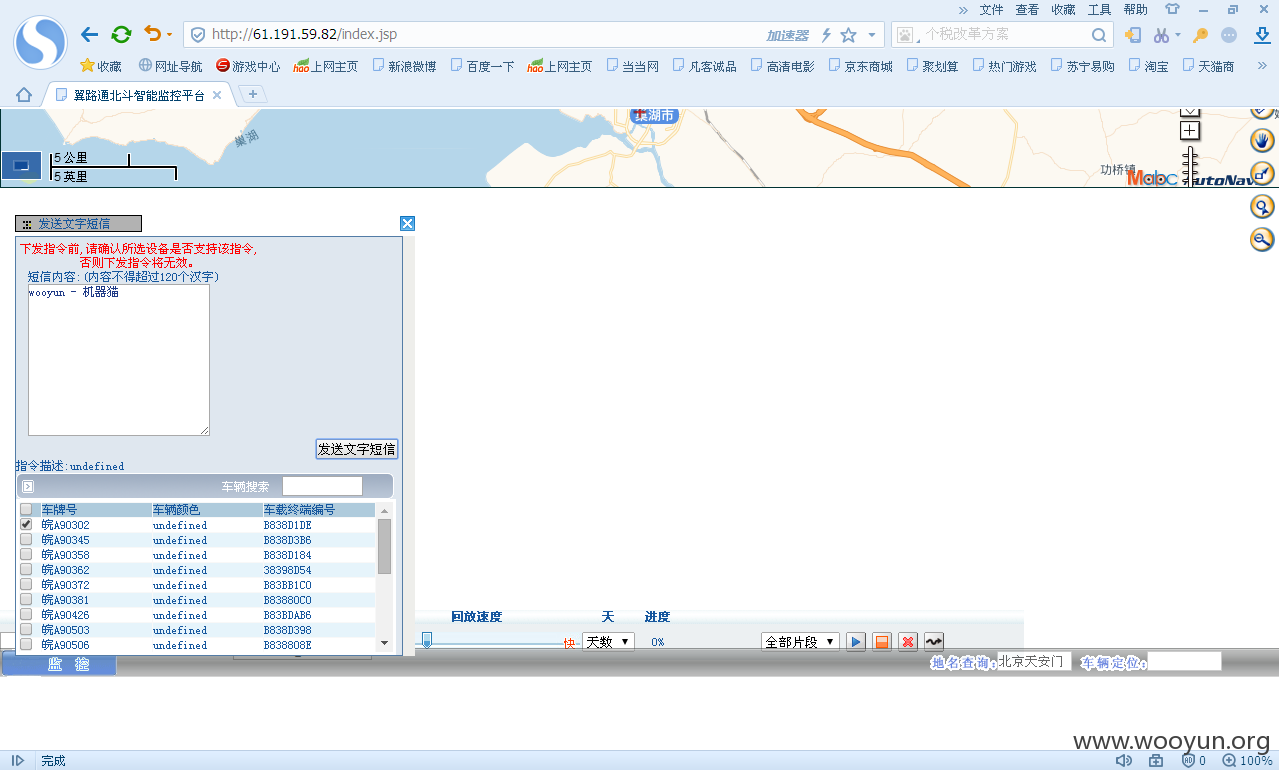 » 文件 查看 收藏 工具 帮助
http://61.191.59.82/index.jsp 加速器 个税改革方案
收藏 网址导航 游戏中心 hao上网主页 新浪微博 百度一下 hao上网主页 当当网 凡客诚品 高清电影 京东商城 聚划算 热门游戏 苏宁易购 淘宝 天猫商 »
翼路通北斗智能监控平台
巢湖市
巢湖
5 公里
5 英里
功桥镇
Mabc AutoNav
发送文字短信
下发指令前,请确认所选设备是否支持该指令,
否则下发指令将无效。
短信内容:(内容不得超过120个汉字)
wooyun - 机器猫
发送文字短信
指令描述:undefined
车辆搜索
车牌号 车辆颜色 车载终端编号
皖A90302 undefined B838D1DE
皖A90345 undefined B838D3B6
皖A90358 undefined B838D184
皖A90362 undefined 38398D54
皖A90372 undefined B83BB1C0
皖A90381 undefined B83880C0
皖A90426 undefined B83BDAB6
皖A90503 undefined B838D398
皖A90506 undefined B838808E
回放速度 天 进度
快 天数 0% 全部片段
监 控 地名查询: 北京天安门 车辆定位:
www.wooyun.org
完成 0 100%